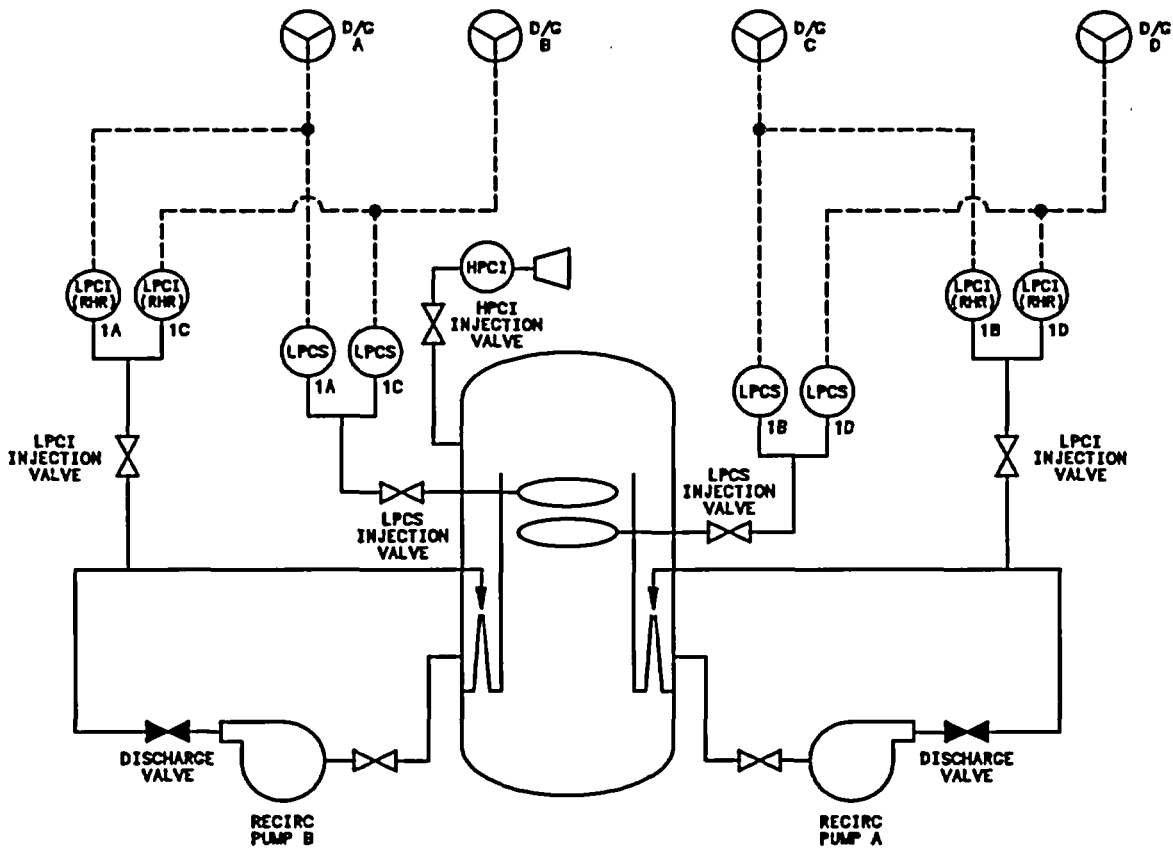 D/G
A
D/G
B
D/G
C
D/G
D
LPCI
(RHR)
1A
LPCI
(RHR)
1C
HPCI
HPCI
INJECTION
VALVE
LPCS
1A
LPCS
1C
LPCI
(RHR)
1B
LPCI
(RHR)
1D
LPCS
1B
LPCS
1D
LPCI
INJECTION
VALVE
LPCS
INJECTION
VALVE
LPCS
INJECTION
VALVE
LPCI
INJECTION
VALVE
DISCHARGE
VALVE
RECIRC
PUMP B
DISCHARGE
VALVE
RECIRC
PUMP A